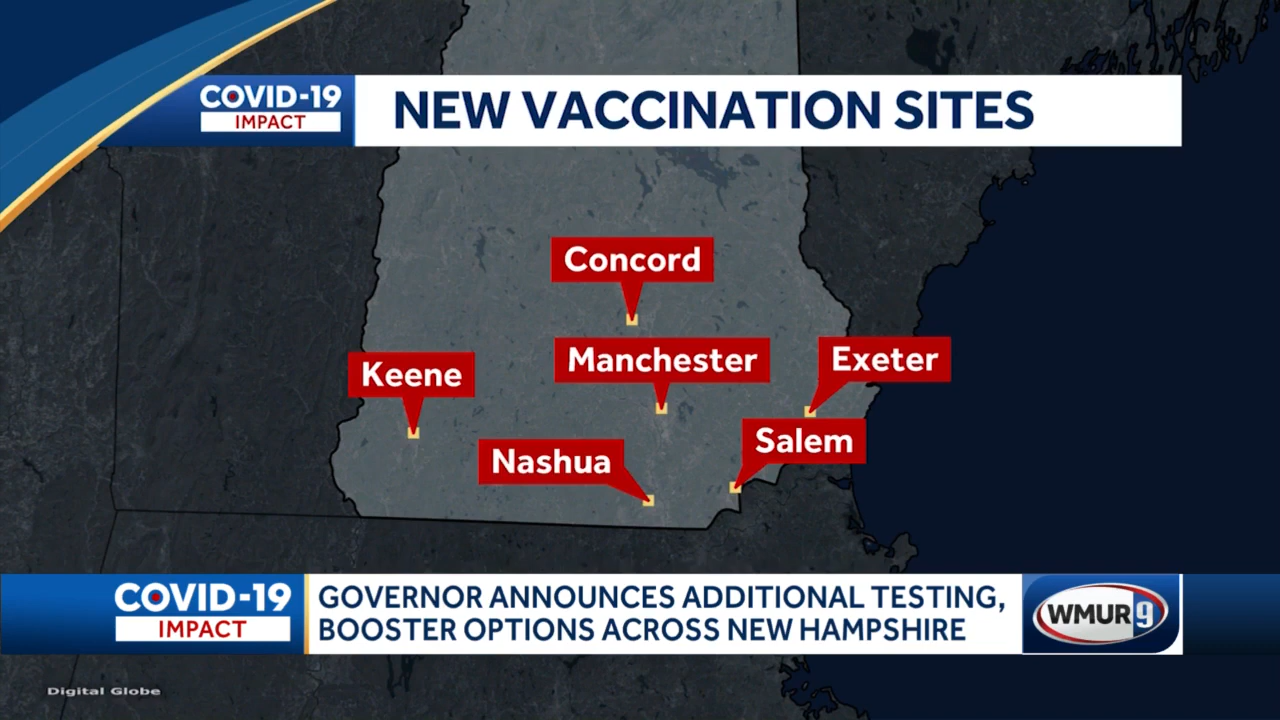 COVID-19
IMPACT
NEW VACCINATION SITES
Concord
Manchester
Exeter
Keene
Salem
Nashua
COVID-19
IMPACT
GOVERNOR ANNOUNCES ADDITIONAL TESTING,
BOOSTER OPTIONS ACROSS NEW HAMPSHIRE
WMUR 9
Digital Globe